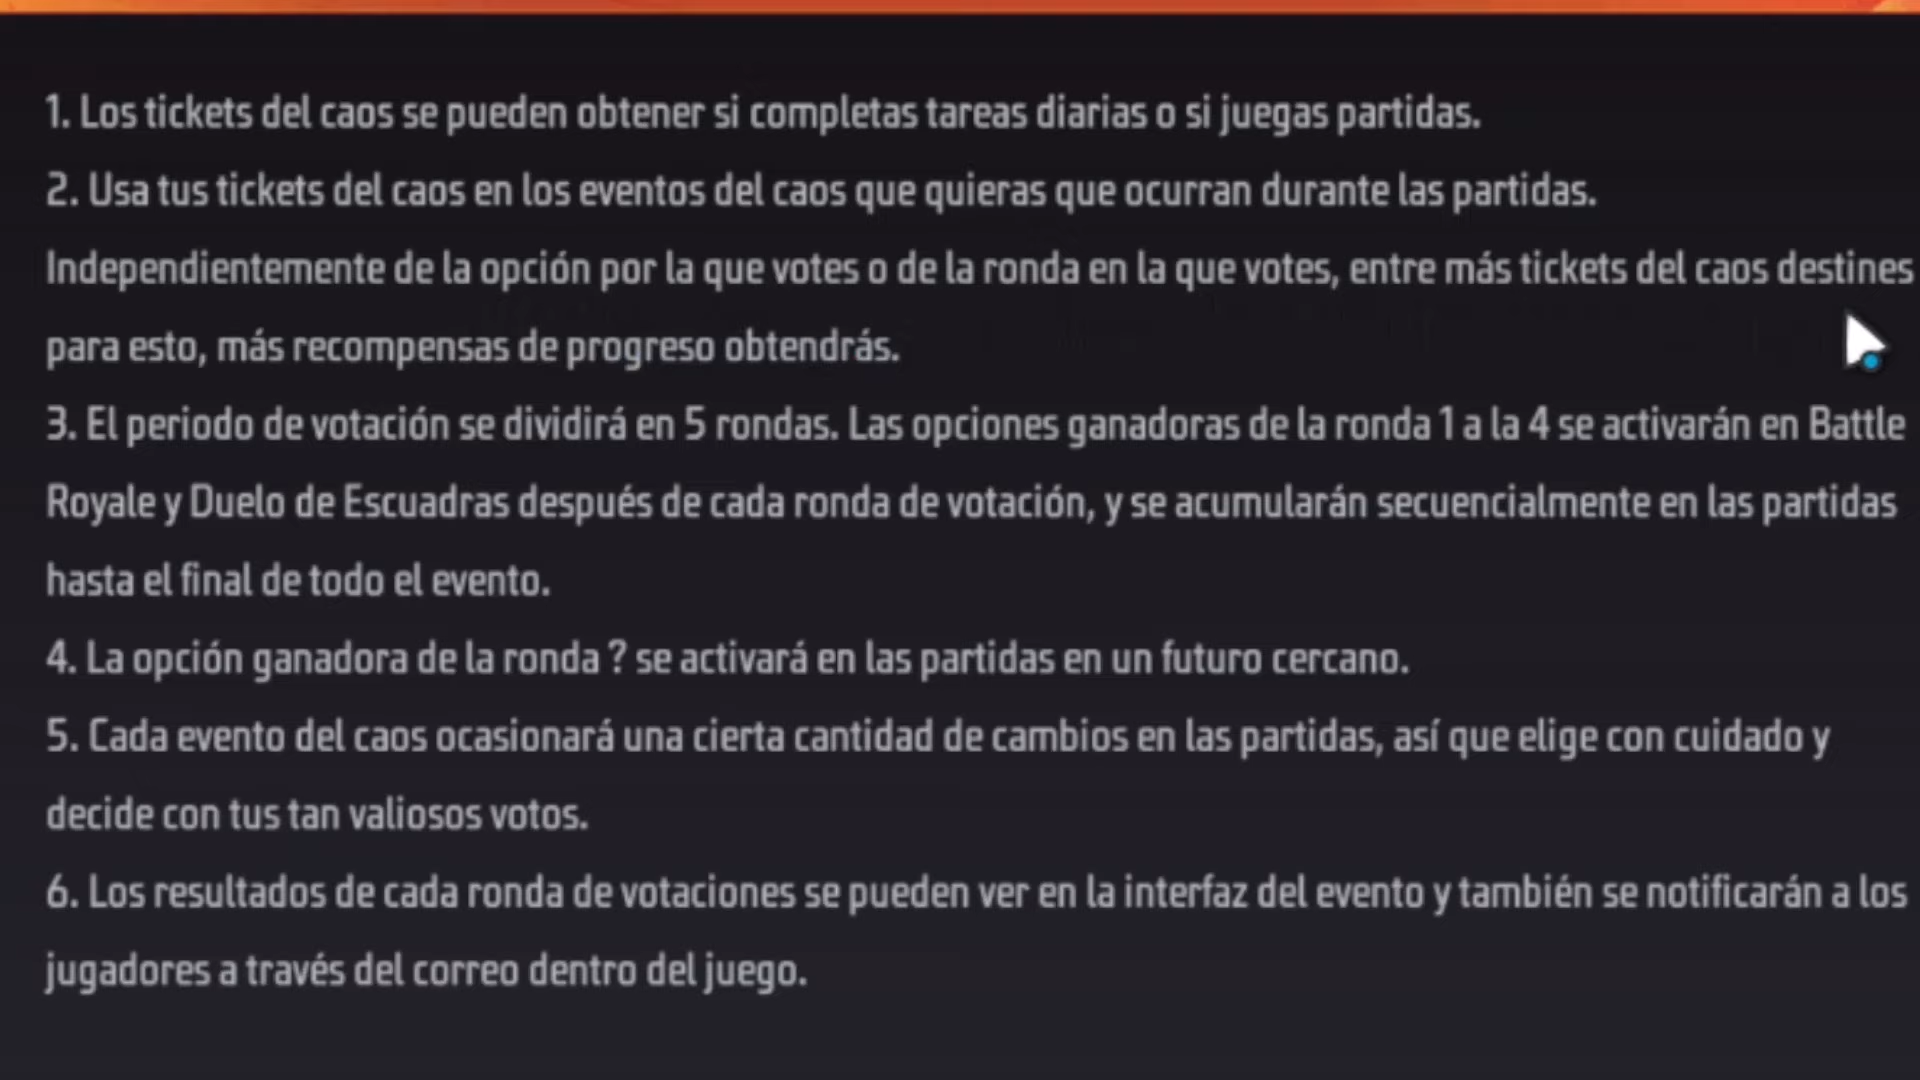 1. Los tickets del caos se pueden obtener si completas tareas diarias o si juegas partidas.
2. Usa tus tickets del caos en los eventos del caos que quieras que ocurran durante las partidas.
Independientemente de la opción por la que votes o de la ronda en la que votes, entre más tickets del caos destines
para esto, más recompensas de progreso obtendrás.
3. El periodo de votación se dividirá en 5 rondas. Las opciones ganadoras de la ronda 1 a la 4 se activarán en Battle
Royale y Duelo de Escuadras después de cada ronda de votación, y se acumularán secuencialmente en las partidas
hasta el final de todo el evento.
4. La opción ganadora de la ronda ? se activará en las partidas en un futuro cercano.
5. Cada evento del caos ocasionará una cierta cantidad de cambios en las partidas, así que elige con cuidado y
decide con tus tan valiosos votos.
6. Los resultados de cada ronda de votaciones se pueden ver en la interfaz del evento y también se notificarán a los
jugadores a través del correo dentro del juego.